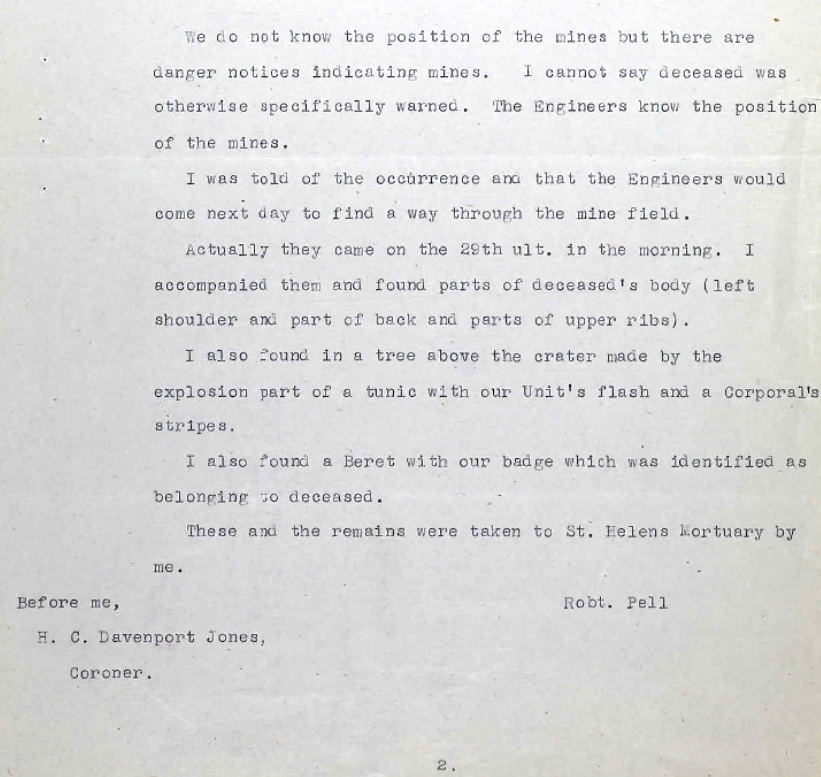 We do not know the position of the mines but there are
danger notices indicating mines. I cannot say deceased was
otherwise specifically warned. The Engineers know the position
of the mines.
I was told of the occurrence and that the Engineers would
come next day to find a way through the mine field.
Actually they came on the 29th ult. in the morning. I
accompanied them and found parts of deceased's body (left
shoulder and part of back and parts of upper ribs).
I also found in a tree above the crater made by the
explosion part of a tunic with our Unit's flash and a Corporal's
stripes.
I also found a Beret with our badge which was identified as
belonging to deceased.
These and the remains were taken to St. Helens Mortuary by
me.
Before me, Robt. Pell
H. C. Davenport Jones,
Coroner.
2.